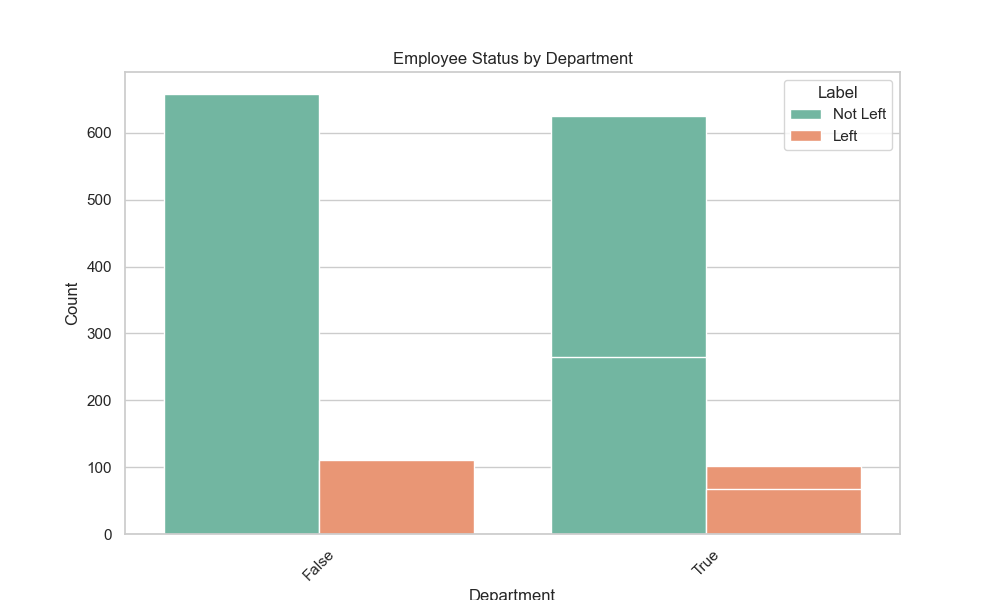 Employee Status by Department
Label
Not Left
Left
600
500
400
300
200
100
0
Count
False
True
Department